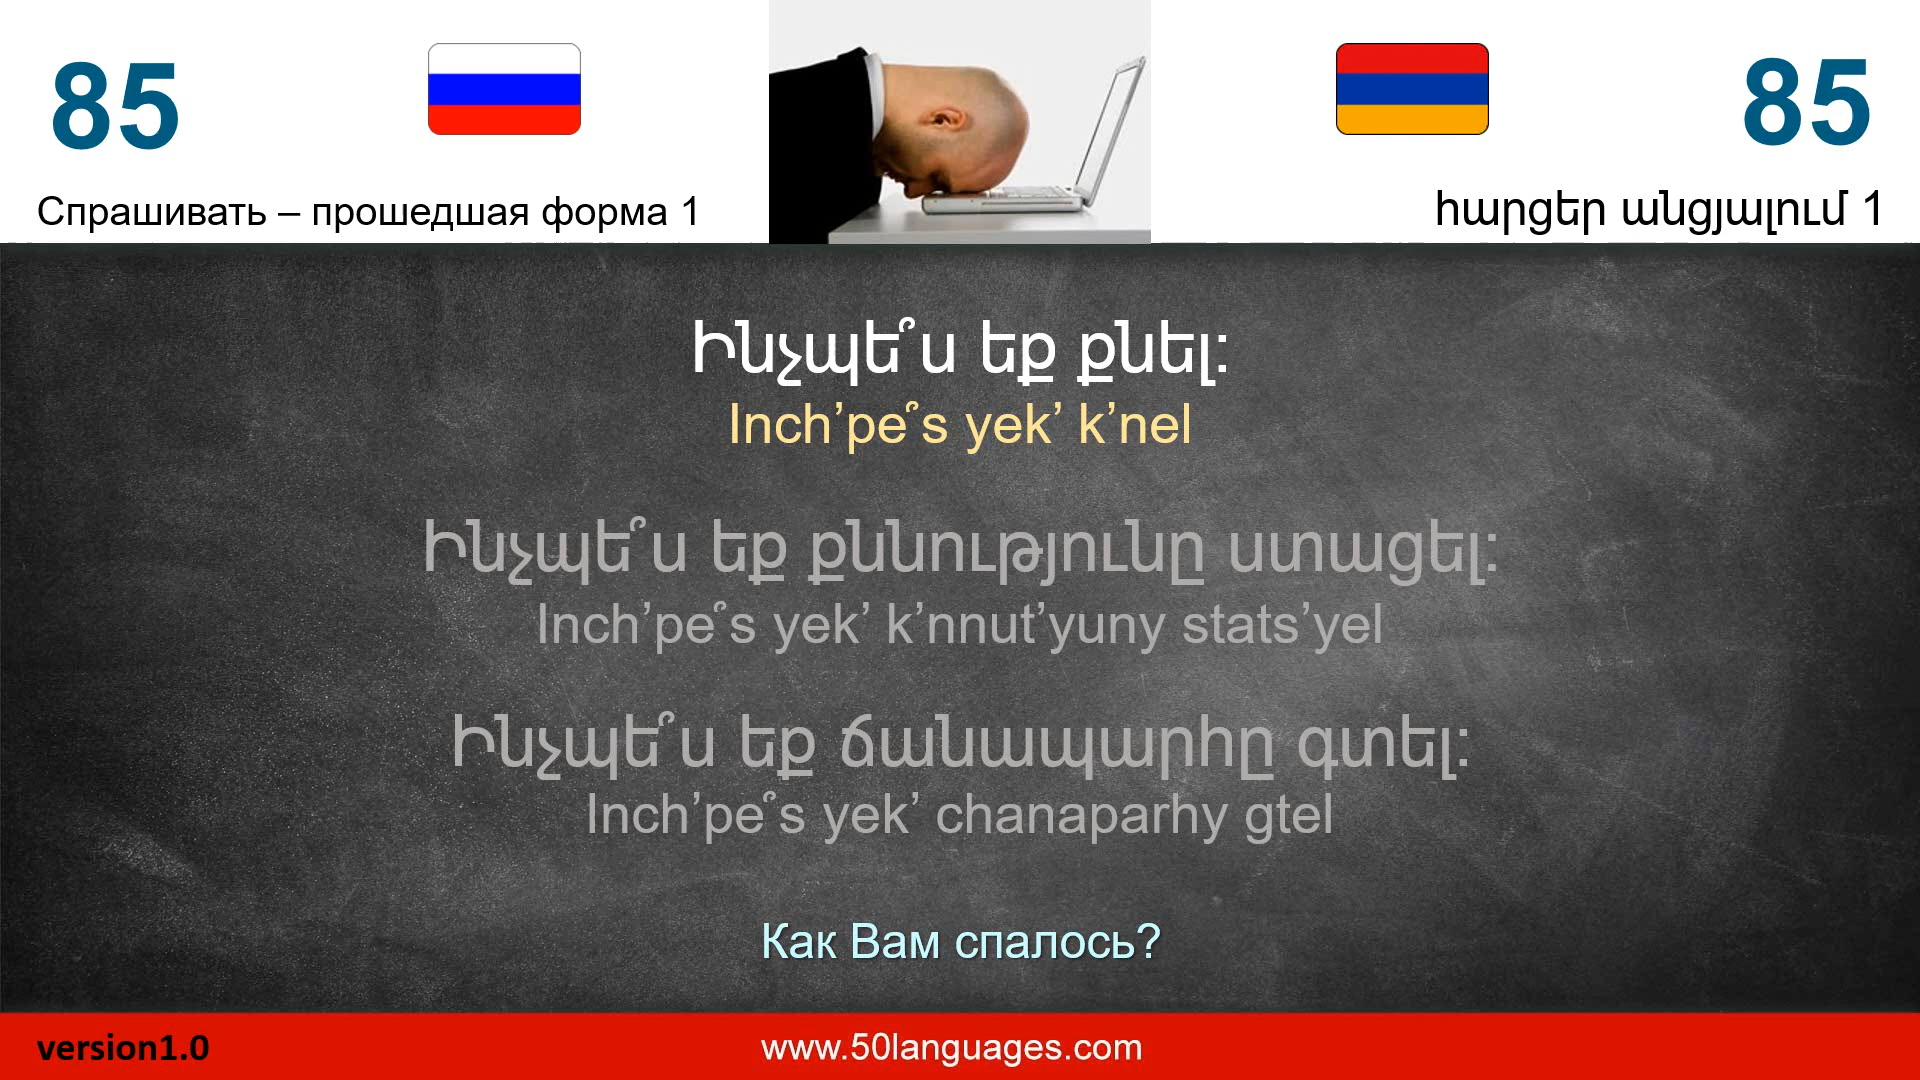 85
85
Спрашивать – прошедшая форма 1
հարցեր անցյալում 1
Ինչպե՞ս եք քնել:
Inch’pe՞s yek’ k’nel
Ինչպե՞ս եք քննությունը ստացել:
Inch’pe՞s yek’ k’nnut’yuny stats’yel
Ինչպե՞ս եք ճանապարհը գտել:
Inch’pe՞s yek’ chanaparhy gtel
Как Вам спалось?
version1.0
www.50languages.com